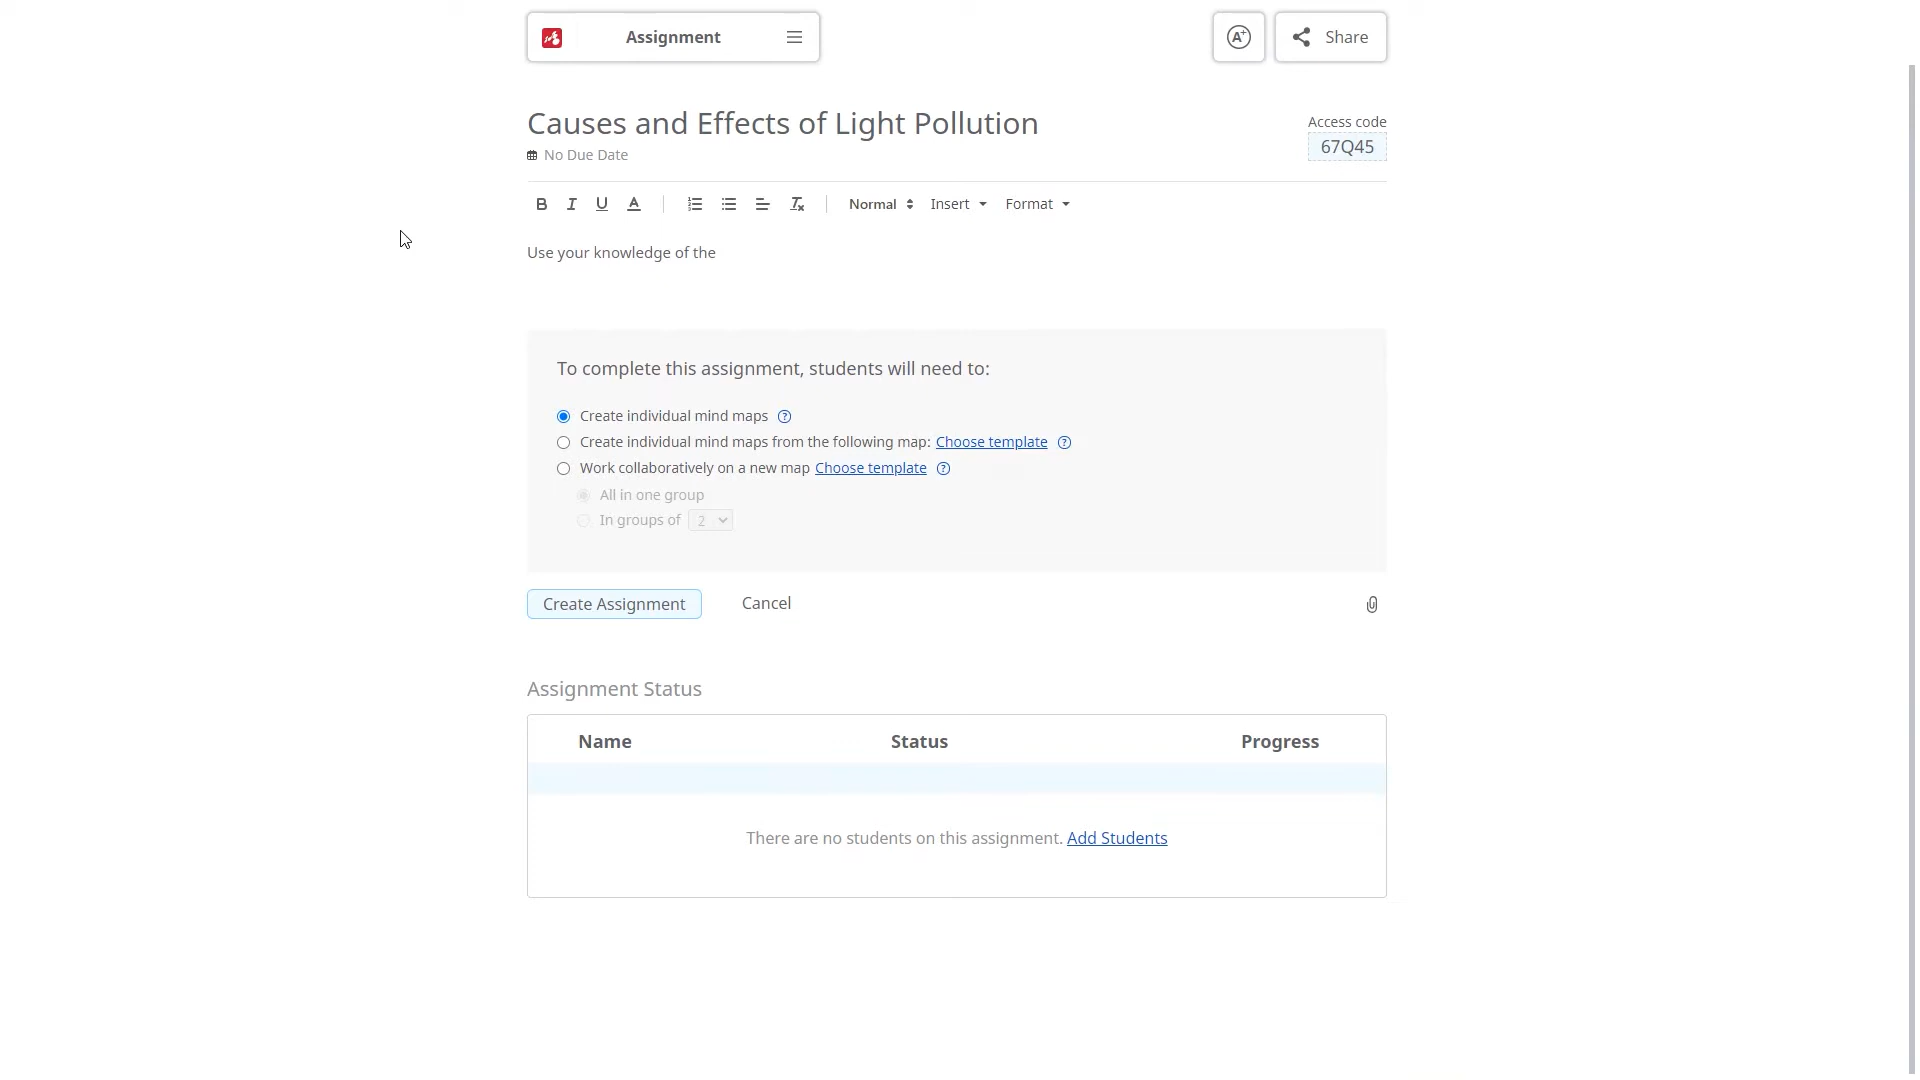 Assignment
Share
Causes and Effects of Light Pollution
Access code
67Q45
No Due Date
B I U A Normal Insert Format
Use your knowledge of the
To complete this assignment, students will need to:
Create individual mind maps ?
Create individual mind maps from the following map: Choose template ?
Work collaboratively on a new map Choose template ?
All in one group
In groups of 2
Create Assignment Cancel
Assignment Status
Name Status Progress
There are no students on this assignment. Add Students